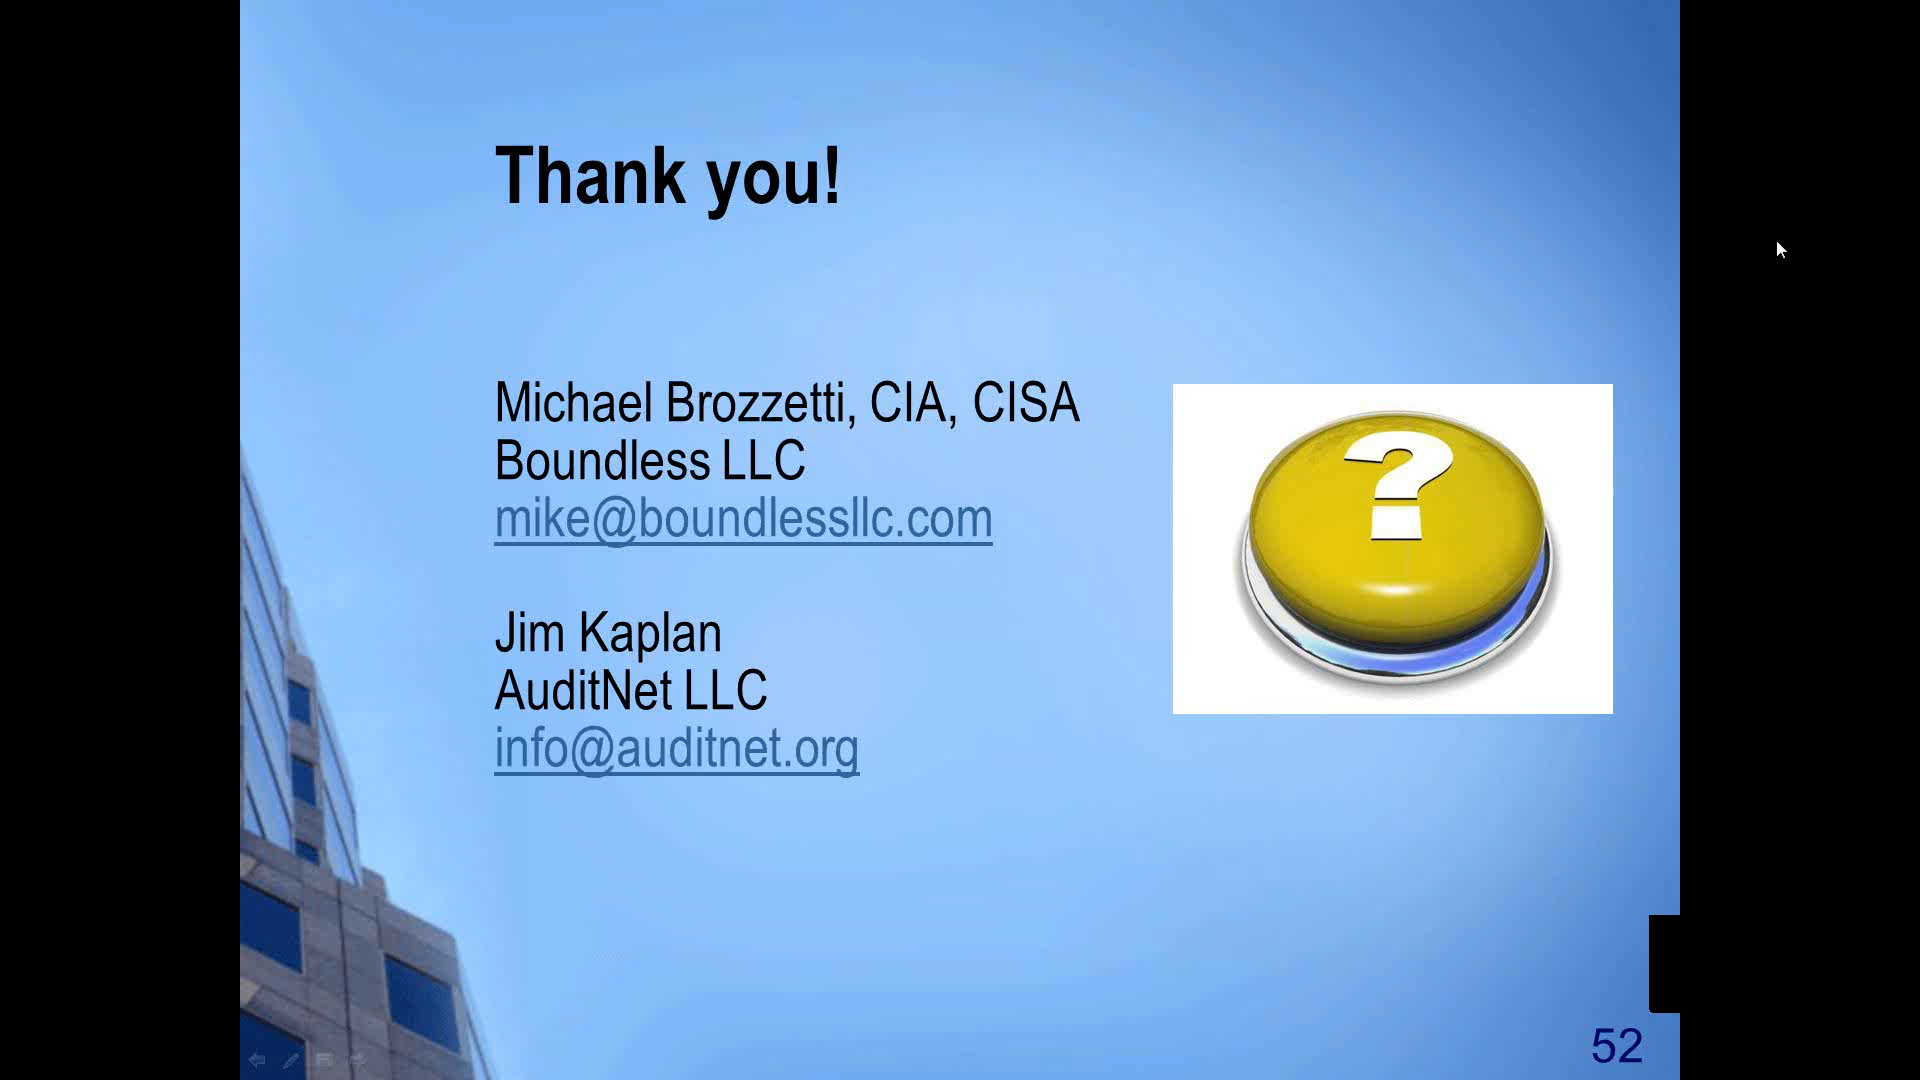 Thank you!
Michael Brozzetti, CIA, CISA
Boundless LLC
mike@boundlessllc.com
Jim Kaplan
AuditNet LLC
info@auditnet.org
?
52